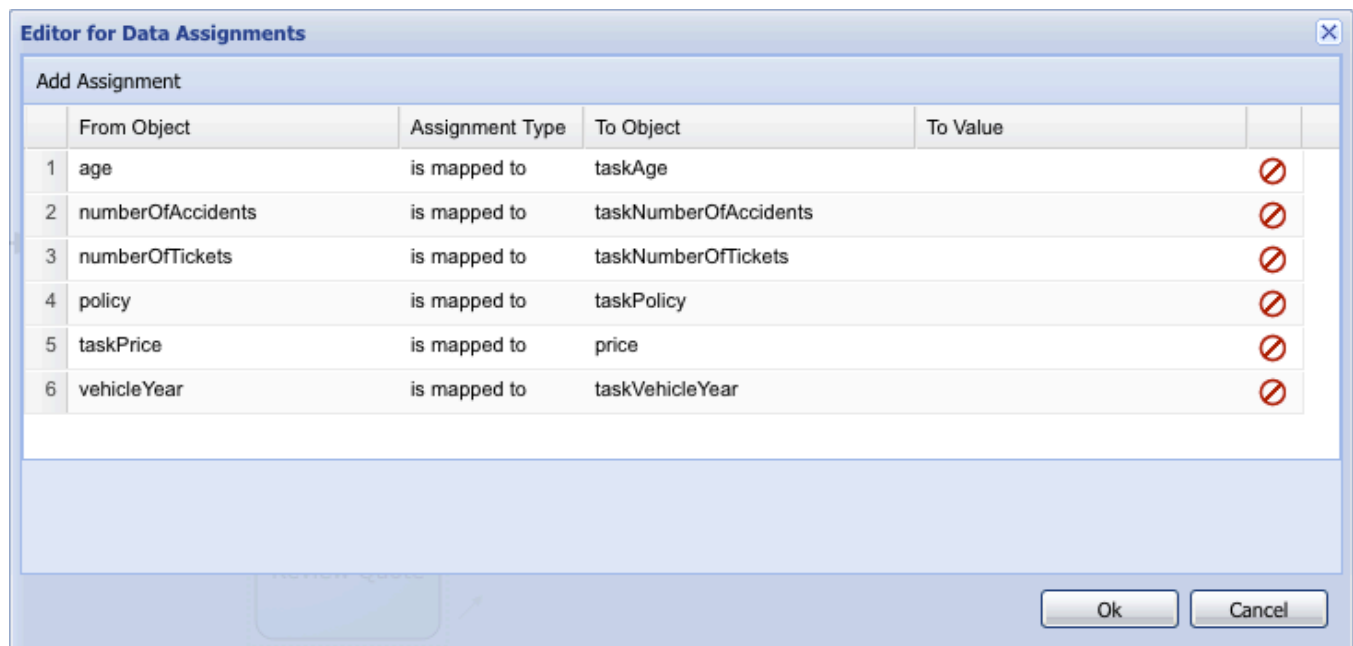 Editor for Data Assignments
Add Assignment
From Object Assignment Type To Object To Value
1 age is mapped to taskAge
2 numberOfAccidents is mapped to taskNumberOfAccidents
3 numberOfTickets is mapped to taskNumberOfTickets
4 policy is mapped to taskPolicy
5 taskPrice is mapped to price
6 vehicleYear is mapped to taskVehicleYear
Review Quote
Ok Cancel